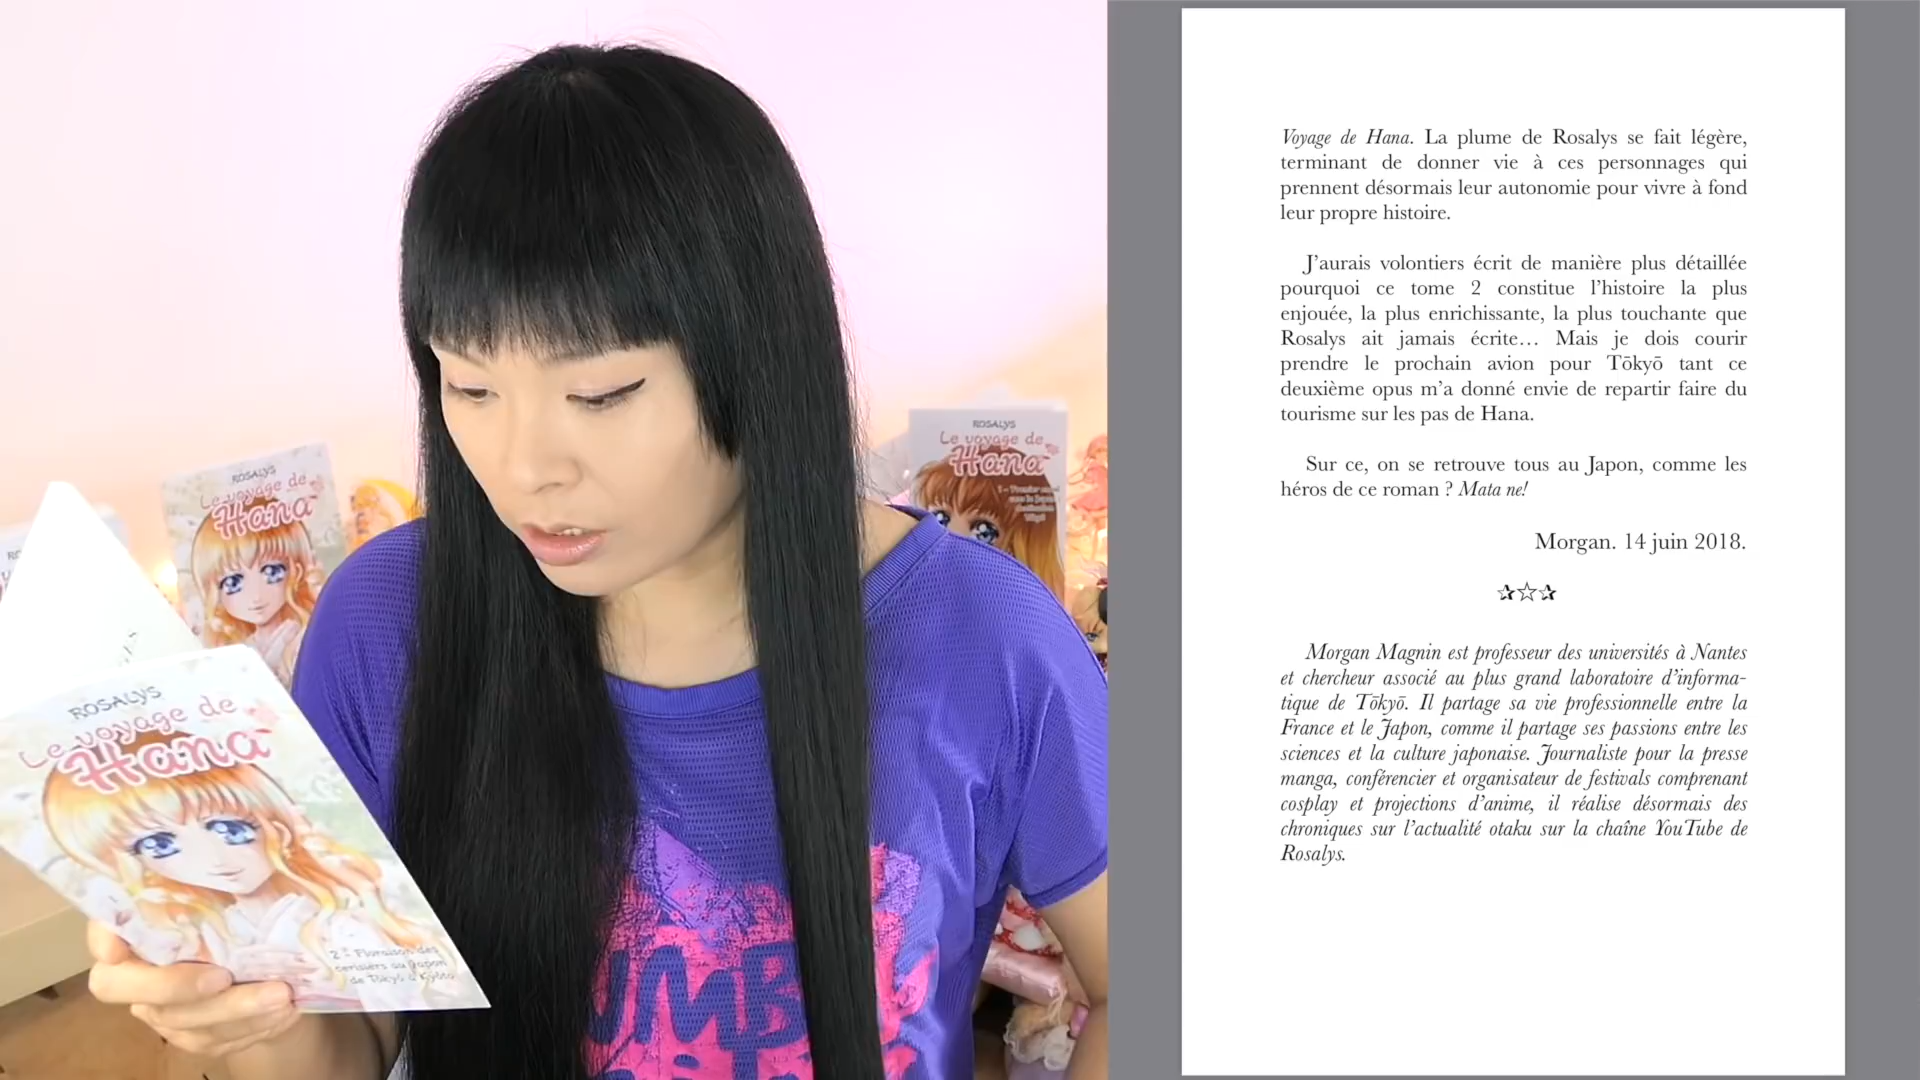 ROSALYS
Le voyage de
Hana
ROSALYS
Le voyage de
Hana
ROSALYS
Le voyage de
Hana
2 - Floraison des
cerisiers au Japon
de Tôkyô à Kyôto
Voyage de Hana. La plume de Rosalys se fait légère,
terminant de donner vie à ces personnages qui
prennent désormais leur autonomie pour vivre à fond
leur propre histoire.
J’aurais volontiers écrit de manière plus détaillée
pourquoi ce tome 2 constitue l’histoire la plus
enjouée, la plus enrichissante, la plus touchante que
Rosalys ait jamais écrite… Mais je dois courir
prendre le prochain avion pour Tōkyō tant ce
deuxième opus m’a donné envie de repartir faire du
tourisme sur les pas de Hana.
Sur ce, on se retrouve tous au Japon, comme les
héros de ce roman ? Mata ne!
Morgan. 14 juin 2018.
✰☆✰
Morgan Magnin est professeur des universités à Nantes
et chercheur associé au plus grand laboratoire d’informa-
tique de Tōkyō. Il partage sa vie professionnelle entre la
France et le Japon, comme il partage ses passions entre les
sciences et la culture japonaise. Journaliste pour la presse
manga, conférencier et organisateur de festivals comprenant
cosplay et projections d’anime, il réalise désormais des
chroniques sur l’actualité otaku sur la chaîne YouTube de
Rosalys.